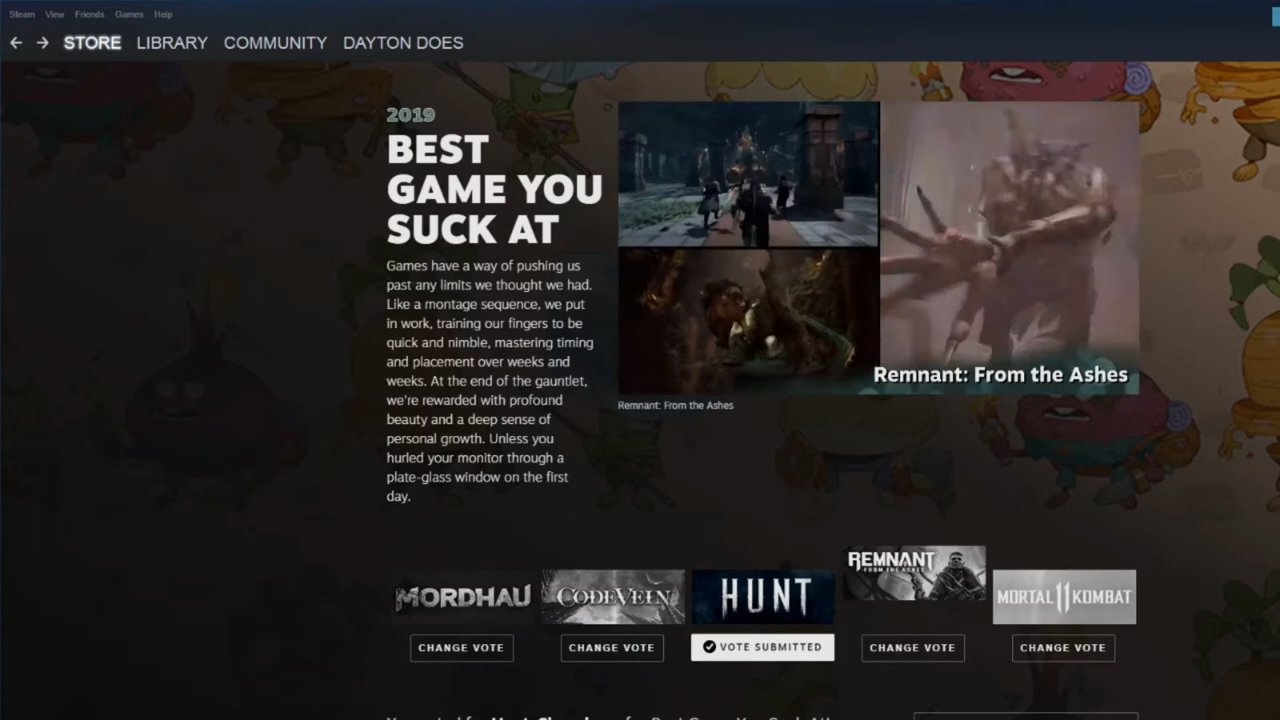 Steam View Friends Games Help
STORE LIBRARY COMMUNITY DAYTON DOES
2019
BEST
GAME YOU
SUCK AT
Games have a way of pushing us
past any limits we thought we had.
Like a montage sequence, we put
in work, training our fingers to be
quick and nimble, mastering timing
and placement over weeks and
weeks. At the end of the gauntlet,
we're rewarded with profound
beauty and a deep sense of
personal growth. Unless you
hurled your monitor through a
plate-glass window on the first
day.
Remnant: From the Ashes
Remnant: From the Ashes
MORDHAU
CODE VEIN
HUNT
REMNANT
FROM THE ASHES
MORTAL KOMBAT 11
CHANGE VOTE
CHANGE VOTE
VOTE SUBMITTED
CHANGE VOTE
CHANGE VOTE